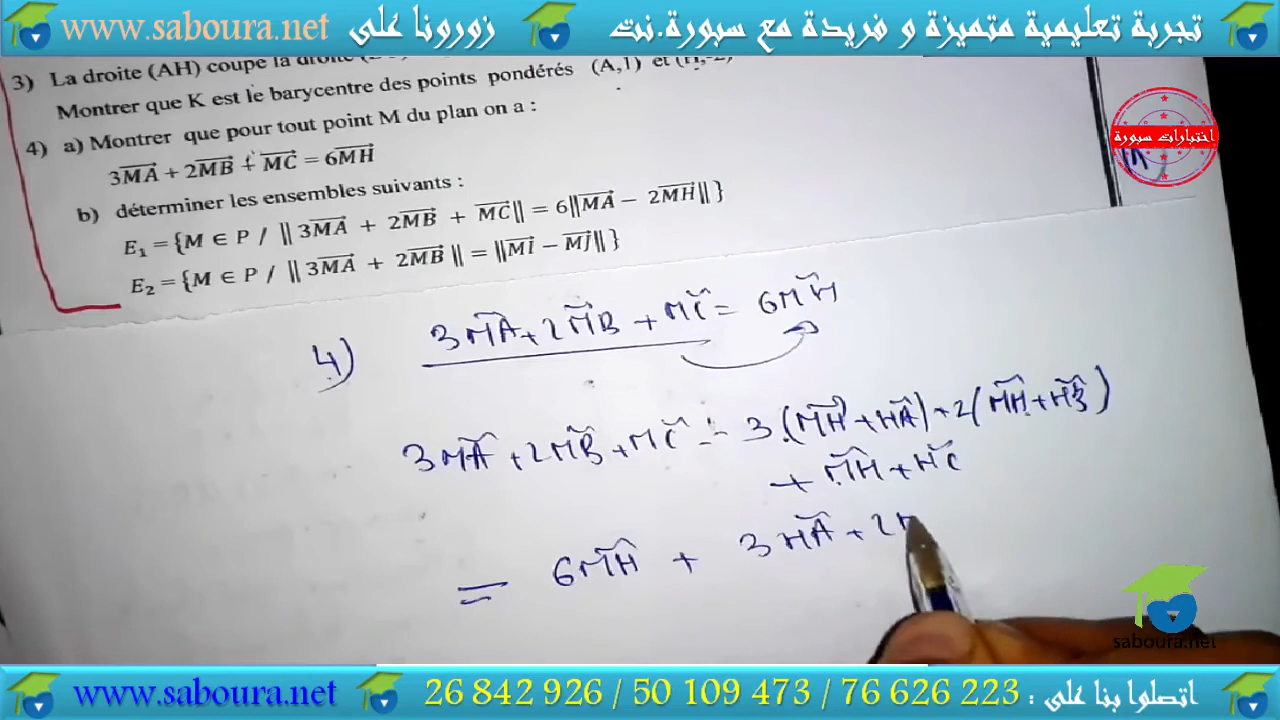 تجربة تعليمية متميزة و فريدة مع سبورة.نت زورونا على www.saboura.net
3) La droite (AH) coupe la droite
Montrer que K est le barycentre des points pondérés (A,1) et (H,-2)
4) a) Montrer que pour tout point M du plan on a :
3MA⃗ + 2MB⃗ + MC⃗ = 6MH⃗
b) déterminer les ensembles suivants :
E₁ = {M ∈ P / ‖ 3MA⃗ + 2MB⃗ + MC⃗ ‖ = 6‖MA⃗ − 2MH⃗ ‖ }
E₂ = {M ∈ P / ‖ 3MA⃗ + 2MB⃗ ‖ = ‖MI⃗ − MJ⃗ ‖ }
اختبارات سبورة
4) 3MA⃗ + 2MB⃗ + MC⃗ = 6MH⃗
3MA⃗ + 2MB⃗ + MC⃗ = 3(MH⃗ + HA⃗) + 2(MH⃗ + HB⃗)
+ MH⃗ + HC⃗
= 6MH⃗ + 3HA⃗ + 2
saboura.net
www.saboura.net 26 842 926 / 50 109 473 / 76 626 223 : اتصلوا بنا على